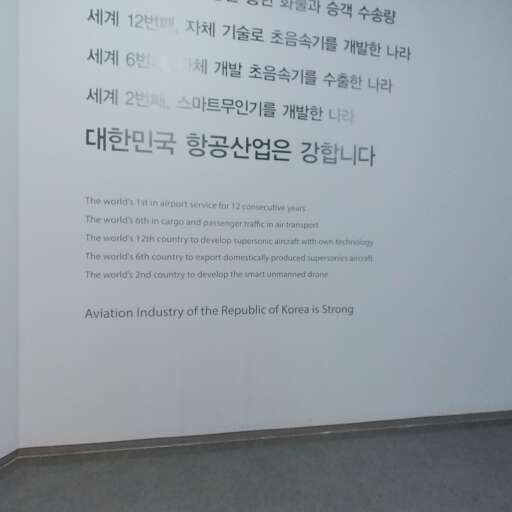 화물과 승객 수송량
세계 12번째, 자체 기술로 초음속기를 개발한 나라
세계 6번째, 자체 개발 초음속기를 수출한 나라
세계 2번째, 스마트무인기를 개발한 나라
대한민국 항공산업은 강합니다
The world's 1st in airport service for 12 consecutive years
The world's 6th in cargo and passenger traffic in air transport
The world's 12th country to develop supersonic aircraft with own technology
The world's 6th country to export domestically produced supersonics aircraft
The world's 2nd country to develop the smart unmanned drone
Aviation Industry of the Republic of Korea is Strong